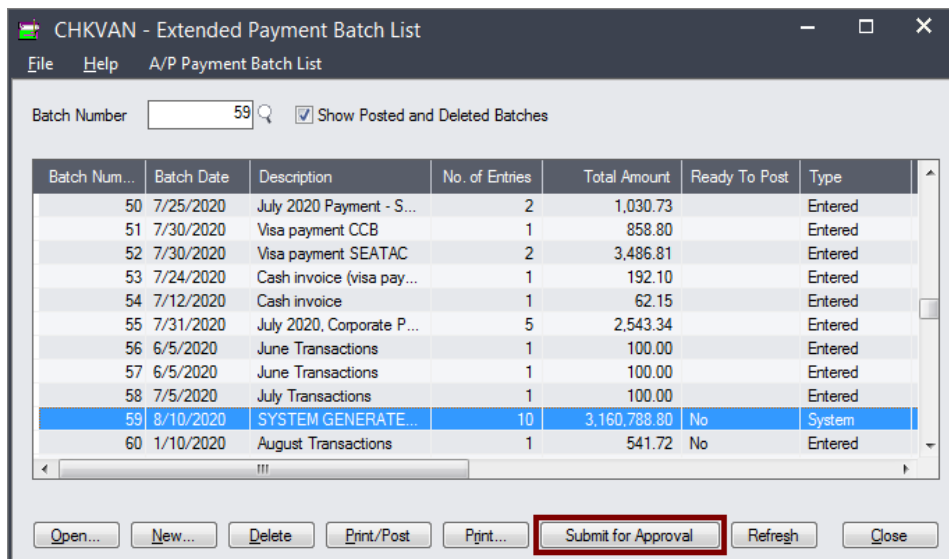 CHKVAN - Extended Payment Batch List
File Help A/P Payment Batch List
Batch Number 59 Show Posted and Deleted Batches
Batch Num... Batch Date Description No. of Entries Total Amount Ready To Post Type
50 7/25/2020 July 2020 Payment - S... 2 1,030.73 Entered
51 7/30/2020 Visa payment CCB 1 858.80 Entered
52 7/30/2020 Visa payment SEATAC 2 3,486.81 Entered
53 7/24/2020 Cash invoice (visa pay... 1 192.10 Entered
54 7/12/2020 Cash invoice 1 62.15 Entered
55 7/31/2020 July 2020, Corporate P... 5 2,543.34 Entered
56 6/5/2020 June Transactions 1 100.00 Entered
57 6/5/2020 June Transactions 1 100.00 Entered
58 7/5/2020 July Transactions 1 100.00 Entered
59 8/10/2020 SYSTEM GENERATE... 10 3,160,788.80 No System
60 1/10/2020 August Transactions 1 541.72 No Entered
Open... New... Delete Print/Post Print... Submit for Approval Refresh Close